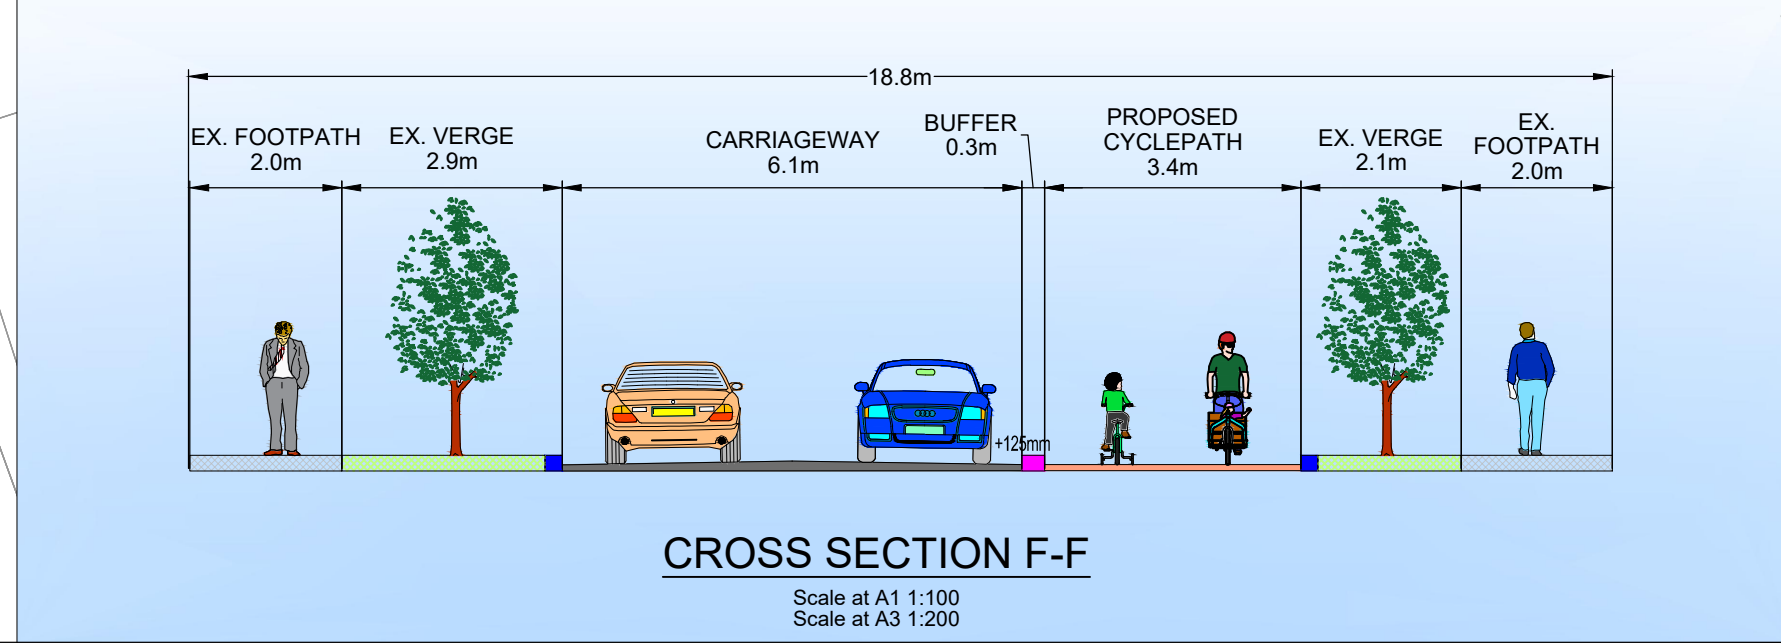 18.8m
EX. FOOTPATH
2.0m
EX. VERGE
2.9m
CARRIAGEWAY
6.1m
BUFFER
0.3m
PROPOSED
CYCLEPATH
3.4m
EX. VERGE
2.1m
EX.
FOOTPATH
2.0m
+125mm
CROSS SECTION F-F
Scale at A1 1:100
Scale at A3 1:200